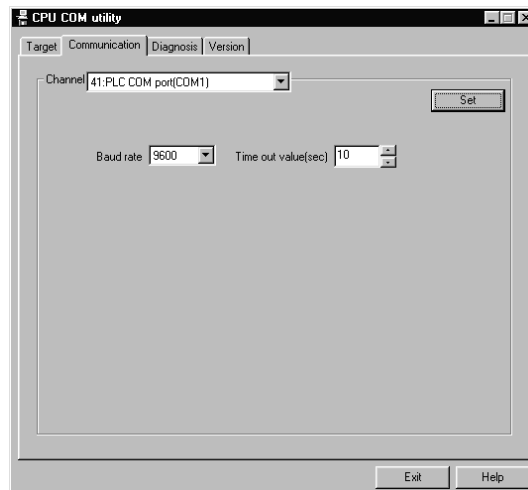 CPU COM utility
Target Communication Diagnosis Version
Channel 41:PLC COM port(COM1)
Set
Baud rate 9600 Time out value(sec) 10
Exit Help